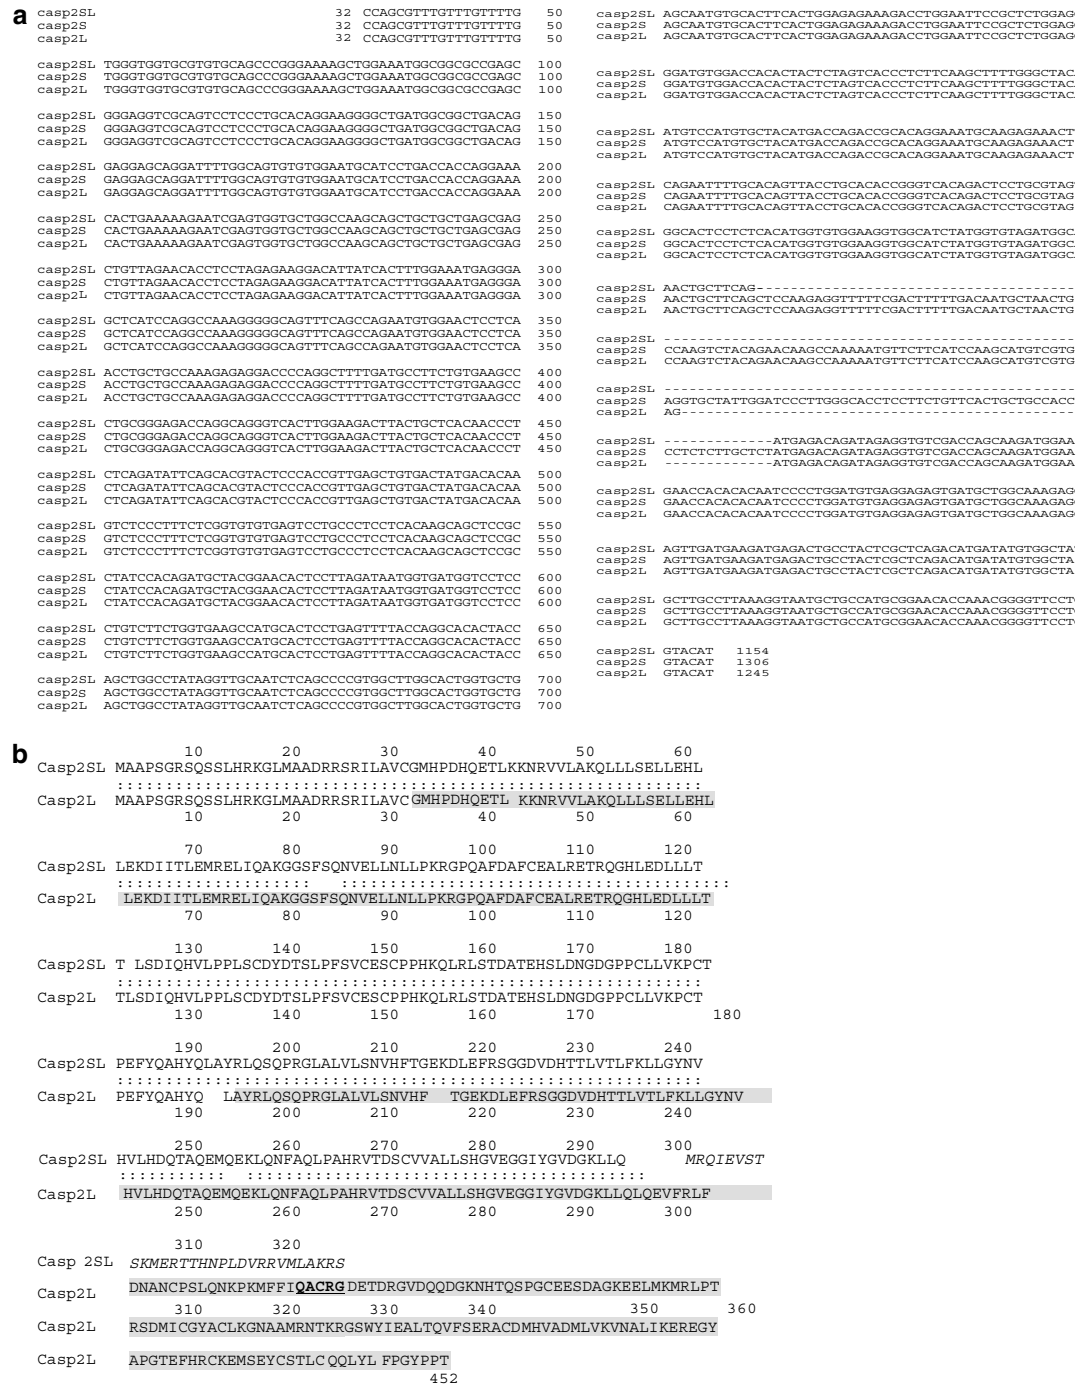 a
casp2SL 32 CCAGCGTTTGTTTGTTTTG 50
casp2S 32 CCAGCGTTTGTTTGTTTTG 50
casp2L 32 CCAGCGTTTGTTTGTTTTG 50
casp2SL TGGGTGGTGCGTGTGCAGCCCGGGAAAAGCTGGAAATGGCGGCGCCGAGC 100
casp2S TGGGTGGTGCGTGTGCAGCCCGGGAAAAGCTGGAAATGGCGGCGCCGAGC 100
casp2L TGGGTGGTGCGTGTGCAGCCCGGGAAAAGCTGGAAATGGCGGCGCCGAGC 100
casp2SL GGGAGGTCGCAGTCCTCCCTGCACAGGAAGGGGCTGATGGCGGCTGACAG 150
casp2S GGGAGGTCGCAGTCCTCCCTGCACAGGAAGGGGCTGATGGCGGCTGACAG 150
casp2L GGGAGGTCGCAGTCCTCCCTGCACAGGAAGGGGCTGATGGCGGCTGACAG 150
casp2SL GAGGAGCAGGATTTTGGCAGTGTGTGGAATGCATCCTGACCACCAGGAAA 200
casp2S GAGGAGCAGGATTTTGGCAGTGTGTGGAATGCATCCTGACCACCAGGAAA 200
casp2L GAGGAGCAGGATTTTGGCAGTGTGTGGAATGCATCCTGACCACCAGGAAA 200
casp2SL CACTGAAAAAGAATCGAGTGGTGCTGGCCAAGCAGCTGCTGCTGAGCGAG 250
casp2S CACTGAAAAAGAATCGAGTGGTGCTGGCCAAGCAGCTGCTGCTGAGCGAG 250
casp2L CACTGAAAAAGAATCGAGTGGTGCTGGCCAAGCAGCTGCTGCTGAGCGAG 250
casp2SL CTGTTAGAACACCTCCTAGAGAAGGACATTATCACTTTGGAAATGAGGGA 300
casp2S CTGTTAGAACACCTCCTAGAGAAGGACATTATCACTTTGGAAATGAGGGA 300
casp2L CTGTTAGAACACCTCCTAGAGAAGGACATTATCACTTTGGAAATGAGGGA 300
casp2SL GCTCATCCAGGCCAAAGGGGGCAGTTTCAGCCAGAATGTGGAACTCCTCA 350
casp2S GCTCATCCAGGCCAAAGGGGGCAGTTTCAGCCAGAATGTGGAACTCCTCA 350
casp2L GCTCATCCAGGCCAAAGGGGGCAGTTTCAGCCAGAATGTGGAACTCCTCA 350
casp2SL ACCTGCTGCCAAAGAGAGGACCCCAGGCTTTTGATGCCTTCTGTGAAGCC 400
casp2S ACCTGCTGCCAAAGAGAGGACCCCAGGCTTTTGATGCCTTCTGTGAAGCC 400
casp2L ACCTGCTGCCAAAGAGAGGACCCCAGGCTTTTGATGCCTTCTGTGAAGCC 400
casp2SL CTGCGGGAGACCAGGCAGGGTCACTTGGAAGACTTACTGCTCACAACCCT 450
casp2S CTGCGGGAGACCAGGCAGGGTCACTTGGAAGACTTACTGCTCACAACCCT 450
casp2L CTGCGGGAGACCAGGCAGGGTCACTTGGAAGACTTACTGCTCACAACCCT 450
casp2SL CTCAGATATTCAGCACGTACTCCCACCGTTGAGCTGTGACTATGACACAA 500
casp2S CTCAGATATTCAGCACGTACTCCCACCGTTGAGCTGTGACTATGACACAA 500
casp2L CTCAGATATTCAGCACGTACTCCCACCGTTGAGCTGTGACTATGACACAA 500
casp2SL GTCTCCCTTTCTCGGTGTGTGAGTCCTGCCCTCCTCACAAGCAGCTCCGC 550
casp2S GTCTCCCTTTCTCGGTGTGTGAGTCCTGCCCTCCTCACAAGCAGCTCCGC 550
casp2L GTCTCCCTTTCTCGGTGTGTGAGTCCTGCCCTCCTCACAAGCAGCTCCGC 550
casp2SL CTATCCACAGATGCTACGGAACACTCCTTAGATAATGGTGATGGTCCTCC 600
casp2S CTATCCACAGATGCTACGGAACACTCCTTAGATAATGGTGATGGTCCTCC 600
casp2L CTATCCACAGATGCTACGGAACACTCCTTAGATAATGGTGATGGTCCTCC 600
casp2SL CTGTCTTCTGGTGAAGCCATGCACTCCTGAGTTTTACCAGGCACACTACC 650
casp2S CTGTCTTCTGGTGAAGCCATGCACTCCTGAGTTTTACCAGGCACACTACC 650
casp2L CTGTCTTCTGGTGAAGCCATGCACTCCTGAGTTTTACCAGGCACACTACC 650
casp2SL AGCTGGCCTATAGGTTGCAATCTCAGCCCCGTGGCTTGGCACTGGTGCTG 700
casp2S AGCTGGCCTATAGGTTGCAATCTCAGCCCCGTGGCTTGGCACTGGTGCTG 700
casp2L AGCTGGCCTATAGGTTGCAATCTCAGCCCCGTGGCTTGGCACTGGTGCTG 700
casp2SL AGCAATGTGCACTTCACTGGAGAGAAAGACCTGGAATTCCGCTCTGGAG
casp2S AGCAATGTGCACTTCACTGGAGAGAAAGACCTGGAATTCCGCTCTGGAG
casp2L AGCAATGTGCACTTCACTGGAGAGAAAGACCTGGAATTCCGCTCTGGAG
casp2SL GGATGTGGACCACACTACTCTAGTCACCCTCTTCAAGCTTTTGGGCTAC
casp2S GGATGTGGACCACACTACTCTAGTCACCCTCTTCAAGCTTTTGGGCTAC
casp2L GGATGTGGACCACACTACTCTAGTCACCCTCTTCAAGCTTTTGGGCTAC
casp2SL ATGTCCATGTGCTACATGACCAGACCGCACAGGAAATGCAAGAGAAACT
casp2S ATGTCCATGTGCTACATGACCAGACCGCACAGGAAATGCAAGAGAAACT
casp2L ATGTCCATGTGCTACATGACCAGACCGCACAGGAAATGCAAGAGAAACT
casp2SL CAGAATTTTGCACAGTTACCTGCACACCGGGTCACAGACTCCTGCGTAG
casp2S CAGAATTTTGCACAGTTACCTGCACACCGGGTCACAGACTCCTGCGTAG
casp2L CAGAATTTTGCACAGTTACCTGCACACCGGGTCACAGACTCCTGCGTAG
casp2SL GGCACTCCTCTCACATGGTGTGGAAGGTGGCATCTATGGTGTAGATGGC
casp2S GGCACTCCTCTCACATGGTGTGGAAGGTGGCATCTATGGTGTAGATGGC
casp2L GGCACTCCTCTCACATGGTGTGGAAGGTGGCATCTATGGTGTAGATGGC
casp2SL AACTGCTTCAG--------------------------------------
casp2S AACTGCTTCAGCTCCAAGAGGTTTTTCGACTTTTTGACAATGCTAACTG
casp2L AACTGCTTCAGCTCCAAGAGGTTTTTCGACTTTTTGACAATGCTAACTG
casp2SL -------------------------------------------------
casp2S CCAAGTCTACAGAACAAGCCAAAAATGTTCTTCATCCAAGCATGTCGTG
casp2L CCAAGTCTACAGAACAAGCCAAAAATGTTCTTCATCCAAGCATGTCGTG
casp2SL -------------------------------------------------
casp2S AGGTGCTATTGGATCCCTTGGGCACCTCCTTCTGTTCACTGCTGCCACC
casp2L AG-----------------------------------------------
casp2SL -------------ATGAGACAGATAGAGGTGTCGACCAGCAAGATGGAA
casp2S CCTCTCTTGCTCTATGAGACAGATAGAGGTGTCGACCAGCAAGATGGAA
casp2L -------------ATGAGACAGATAGAGGTGTCGACCAGCAAGATGGAA
casp2SL GAACCACACACAATCCCCTGGATGTGAGGAGAGTGATGCTGGCAAAGAG
casp2S GAACCACACACAATCCCCTGGATGTGAGGAGAGTGATGCTGGCAAAGAG
casp2L GAACCACACACAATCCCCTGGATGTGAGGAGAGTGATGCTGGCAAAGAG
casp2SL AGTTGATGAAGATGAGACTGCCTACTCGCTCAGACATGATATGTGGCTA
casp2S AGTTGATGAAGATGAGACTGCCTACTCGCTCAGACATGATATGTGGCTA
casp2L AGTTGATGAAGATGAGACTGCCTACTCGCTCAGACATGATATGTGGCTA
casp2SL GCTTGCCTTAAAGGTAATGCTGCCATGCGGAACACCAAACGGGGTTCCT
casp2S GCTTGCCTTAAAGGTAATGCTGCCATGCGGAACACCAAACGGGGTTCCT
casp2L GCTTGCCTTAAAGGTAATGCTGCCATGCGGAACACCAAACGGGGTTCCT
casp2SL GTACAT 1154
casp2S GTACAT 1306
casp2L GTACAT 1245
b
10 20 30 40 50 60
Casp2SL MAAPSGRSQSSLHRKGLMAADRRSRILAVCGMHPDHQETLKKNRVVLAKQLLLSELLEHL
::::::::::::::::::::::::::::::::::::::::::::::::::::::::::::
Casp2L MAAPSGRSQSSLHRKGLMAADRRSRILAVCGMHPDHQETL KKNRVVLAKQLLLSELLEHL
10 20 30 40 50 60
70 80 90 100 110 120
Casp2SL LEKDIITLEMRELIQAKGGSFSQNVELLNLLPKRGPQAFDAFCEALRETRQGHLEDLLLT
:::::::::::::::::::: ::::::::::::::::::::::::::::::::::::::::
Casp2L LEKDIITLEMRELIQAKGGSFSQNVELLNLLPKRGPQAFDAFCEALRETRQGHLEDLLLT
70 80 90 100 110 120
130 140 150 160 170 180
Casp2SL T LSDIQHVLPPLSCDYDTSLPFSVCESCPPHKQLRLSTDATEHSLDNGDGPPCLLVKPCT
::::::::::::::::::::::::::::::::::::::::::::::::::::::::::::
Casp2L TLSDIQHVLPPLSCDYDTSLPFSVCESCPPHKQLRLSTDATEHSLDNGDGPPCLLVKPCT
130 140 150 160 170 180
190 200 210 220 230 240
Casp2SL PEFYQAHYQLAYRLQSQPRGLALVLSNVHFTGEKDLEFRSGGDVDHTTLVTLFKLLGYNV
::::::::::::::::::::::::::::::::::::::::::::::::::::::::::::
Casp2L PEFYQAHYQ LAYRLQSQPRGLALVLSNVHF TGEKDLEFRSGGDVDHTTLVTLFKLLGYNV
190 200 210 220 230 240
250 260 270 280 290 300
Casp2SL HVLHDQTAQEMQEKLQNFAQLPAHRVTDSCVVALLSHGVEGGIYGVDGKLLQ MRQIEVST
::::::::::: :::::::::::::::::::::::::::::::::::::::::
Casp2L HVLHDQTAQEMQEKLQNFAQLPAHRVTDSCVVALLSHGVEGGIYGVDGKLLQLQEVFRLF
250 260 270 280 290 300
310 320
Casp 2SL SKMERTTHNPLDVRRVMLAKRS
Casp2L DNANCPSLQNKPKMFFIQACRGDETDRGVDQQDGKNHTQSPGCEESDAGKEELMKMRLPT
310 320 330 340 350 360
Casp2L RSDMICGYACLKGNAAMRNTKRGSWYIEALTQVFSERACDMHVADMLVKVNALIKEREGY
Casp2L APGTEFHRCKEMSEYCSTLCQQLYLFPGYPPT
452